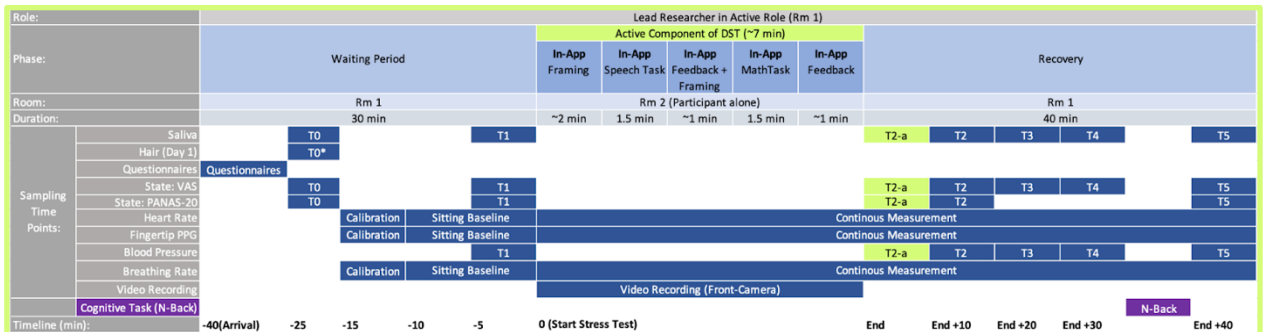 Role: Lead Researcher in Active Role (Rm 1)
Active Component of DST (~7 min)
Phase: Waiting Period In-App Framing In-App Speech Task In-App Feedback + Framing In-App MathTask In-App Feedback Recovery
Room: Rm 1 Rm 2 (Participant alone) Rm 1
Duration: 30 min ~2 min 1.5 min ~1 min 1.5 min ~1 min 40 min
Sampling Time Points:
Saliva T0 T1 T2-a T2 T3 T4 T5
Hair (Day 1) T0*
Questionnaires Questionnaires
State: VAS T0 T1 T2-a T2 T3 T4 T5
State: PANAS-20 T0 T1 T2-a T2 T5
Heart Rate Calibration Sitting Baseline Continous Measurement
Fingertip PPG Calibration Sitting Baseline Continous Measurement
Blood Pressure T1 T2-a T2 T3 T4 T5
Breathing Rate Calibration Sitting Baseline Continous Measurement
Video Recording Video Recording (Front-Camera)
Cognitive Task (N-Back) N-Back
Timeline (min): -40(Arrival) -25 -15 -10 -5 0 (Start Stress Test) End End +10 End +20 End +30 End +40